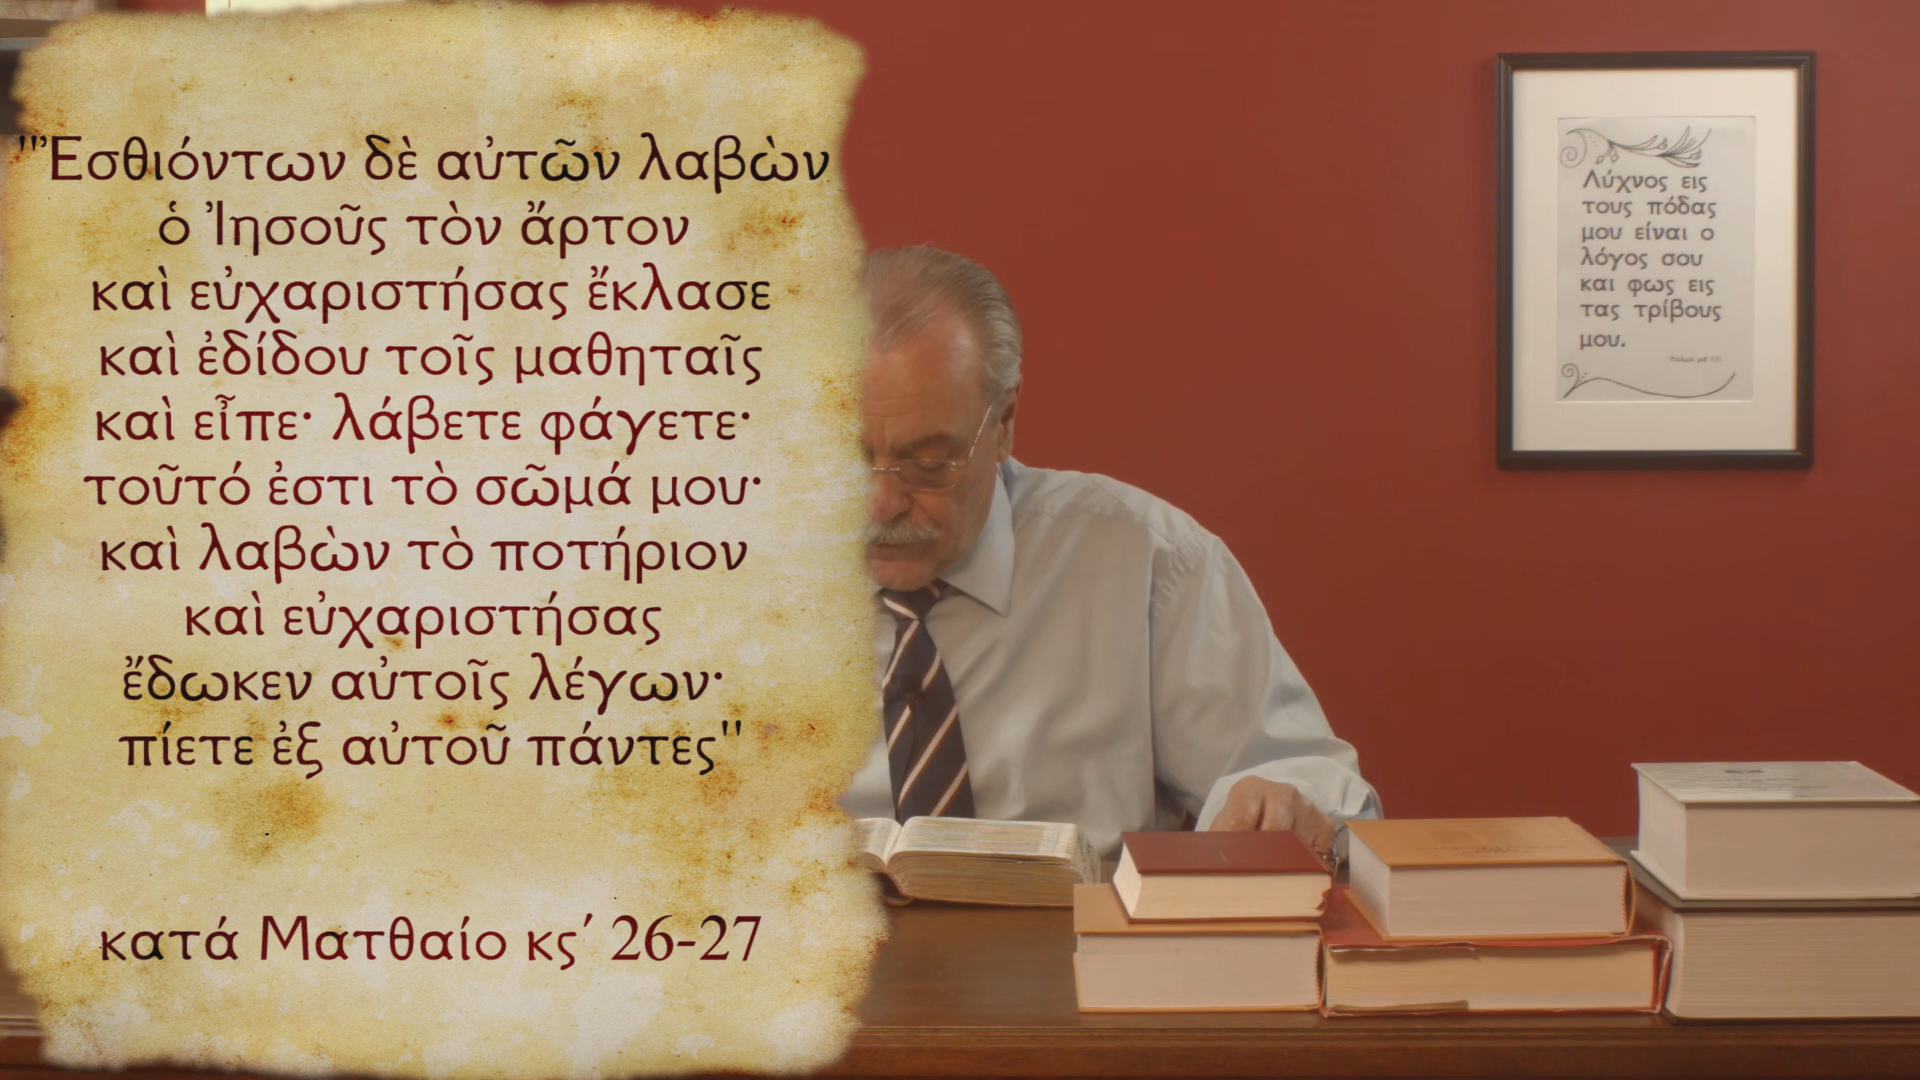 "Ἐσθιόντων δὲ αὐτῶν λαβὼν
ὁ Ἰησοῦς τὸν ἄρτον
καὶ εὐχαριστήσας ἔκλασε
καὶ ἐδίδου τοῖς μαθηταῖς
καὶ εἶπε· λάβετε φάγετε·
τοῦτό ἐστι τὸ σῶμά μου·
καὶ λαβὼν τὸ ποτήριον
καὶ εὐχαριστήσας
ἔδωκεν αὐτοῖς λέγων·
πίετε ἐξ αὐτοῦ πάντες"
κατά Ματθαίο κς΄ 26-27
Λύχνος εις
τους πόδας
μου είναι ο
λόγος σου
και φως εις
τας τρίβους
μου.